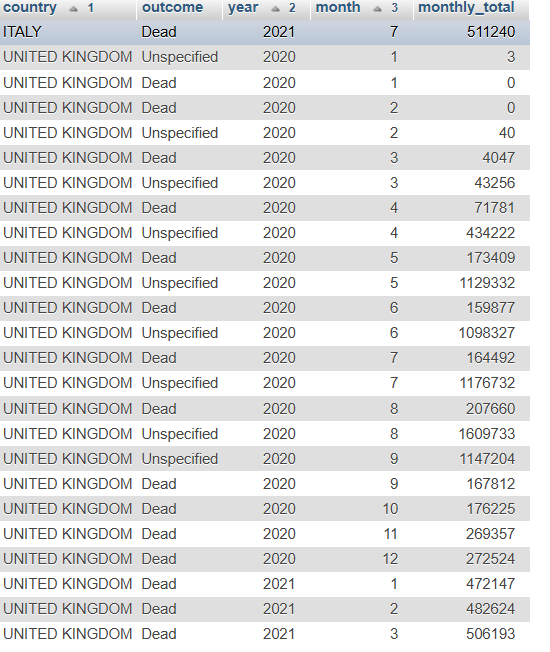 country 1 outcome year 2 month 3 monthly_total
ITALY Dead 2021 7 511240
UNITED KINGDOM Unspecified 2020 1 3
UNITED KINGDOM Dead 2020 1 0
UNITED KINGDOM Dead 2020 2 0
UNITED KINGDOM Unspecified 2020 2 40
UNITED KINGDOM Dead 2020 3 4047
UNITED KINGDOM Unspecified 2020 3 43256
UNITED KINGDOM Dead 2020 4 71781
UNITED KINGDOM Unspecified 2020 4 434222
UNITED KINGDOM Dead 2020 5 173409
UNITED KINGDOM Unspecified 2020 5 1129332
UNITED KINGDOM Dead 2020 6 159877
UNITED KINGDOM Unspecified 2020 6 1098327
UNITED KINGDOM Dead 2020 7 164492
UNITED KINGDOM Unspecified 2020 7 1176732
UNITED KINGDOM Dead 2020 8 207660
UNITED KINGDOM Unspecified 2020 8 1609733
UNITED KINGDOM Unspecified 2020 9 1147204
UNITED KINGDOM Dead 2020 9 167812
UNITED KINGDOM Dead 2020 10 176225
UNITED KINGDOM Dead 2020 11 269357
UNITED KINGDOM Dead 2020 12 272524
UNITED KINGDOM Dead 2021 1 472147
UNITED KINGDOM Dead 2021 2 482624
UNITED KINGDOM Dead 2021 3 506193